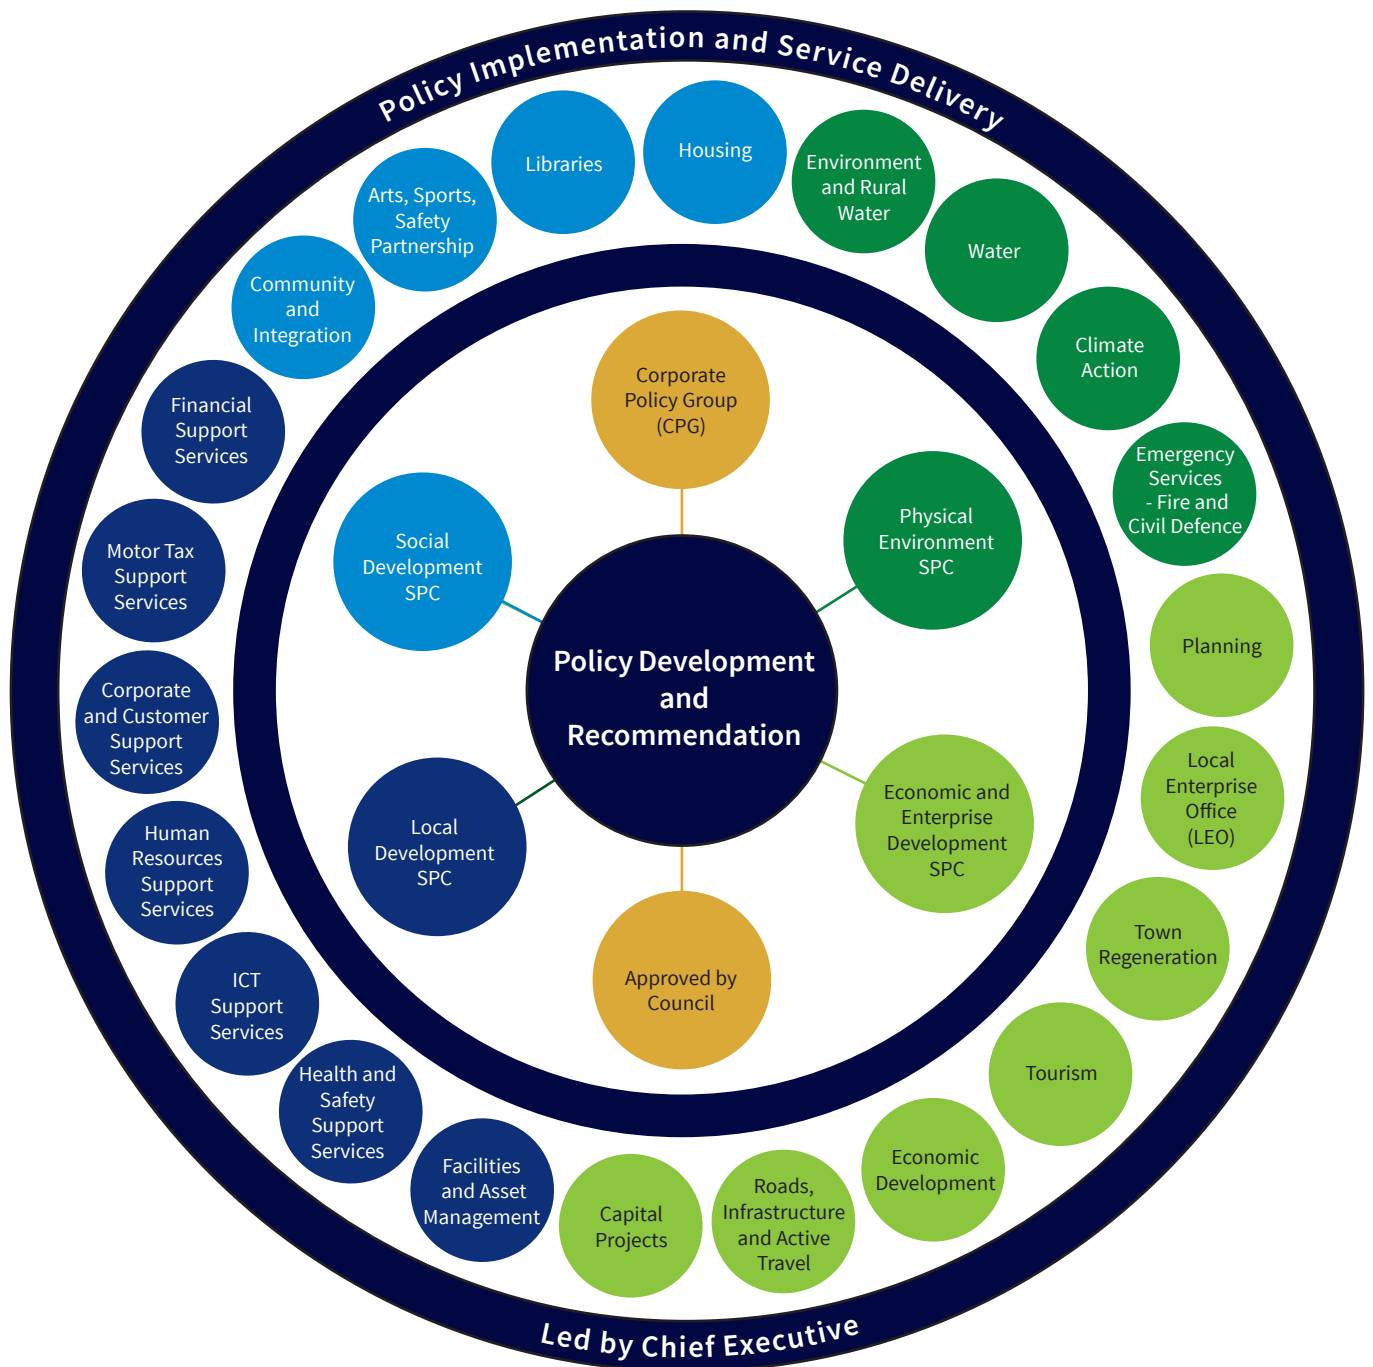 Policy Implementation and Service Delivery
Housing
Environment
and Rural
Water
Water
Climate
Action
Emergency
Services
- Fire and
Civil Defence
Planning
Local
Enterprise
Office
(LEO)
Town
Regeneration
Tourism
Economic
Development
Roads,
Infrastructure
and Active
Travel
Capital
Projects
Facilities
and Asset
Management
Health and
Safety
Support
Services
ICT
Support
Services
Human
Resources
Support
Services
Corporate
and Customer
Support
Services
Motor Tax
Support
Services
Financial
Support
Services
Community
and
Integration
Arts, Sports,
Safety
Partnership
Libraries
Corporate
Policy Group
(CPG)
Physical
Environment
SPC
Economic and
Enterprise
Development
SPC
Approved by
Council
Local
Development
SPC
Social
Development
SPC
Policy Development
and
Recommendation
Led by Chief Executive